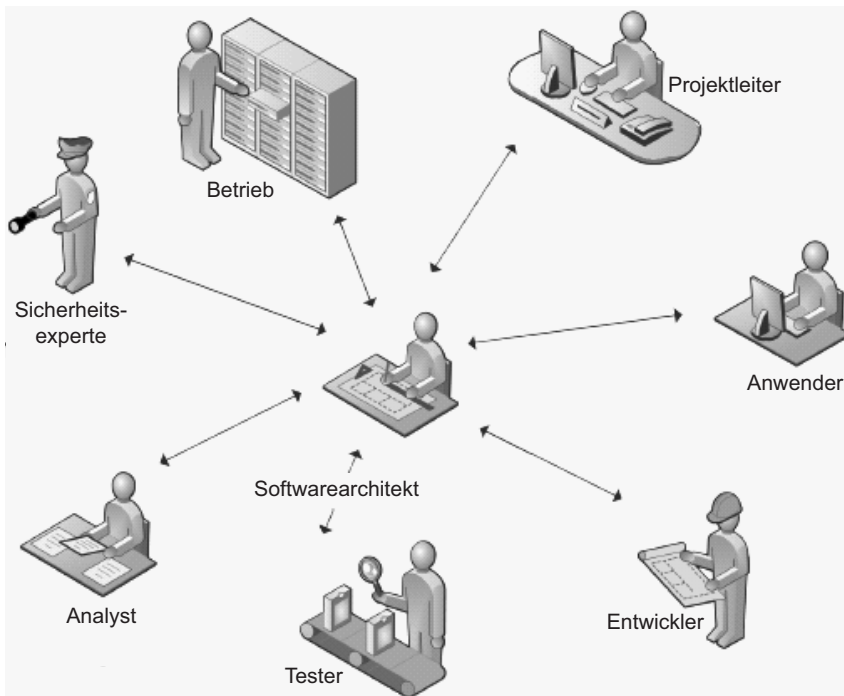 Projektleiter
Betrieb
Sicherheits-
experte
Anwender
Softwarearchitekt
Analyst
Entwickler
Tester